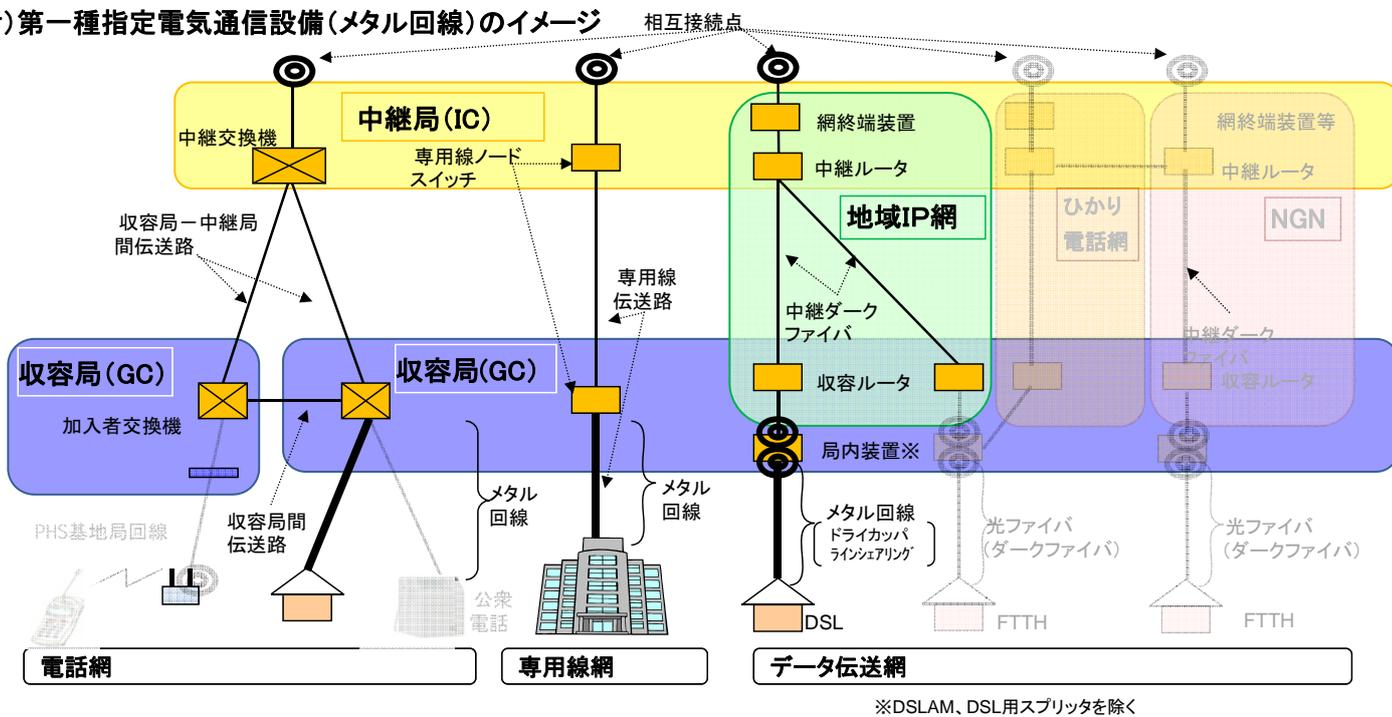 ）第一種指定電気通信設備（メタル回線）のイメージ
相互接続点
中継局（IC）
中継交換機
専用線ノード
スイッチ
網終端装置
中継ルータ
網終端装置等
中継ルータ
地域IP網
ひかり
電話網
NGN
収容局－中継局
間伝送路
専用線
伝送路
中継ダーク
ファイバ
中継ダーク
ファイバ
収容局（GC）
収容局(GC）
収容ルータ
収容ルータ
加入者交換機
局内装置※
メタル
回線
メタル
回線
収容局間
伝送路
PHS基地局回線
メタル回線
ドライカッパ
ﾗｲﾝｼｪｱﾘﾝｸﾞ
光ファイバ
（ダークファイバ）
光ファイバ
（ダークファイバ）
公衆
電話
DSL
FTTH
FTTH
電話網
専用線網
データ伝送網
※DSLAM、DSL用スプリッタを除く